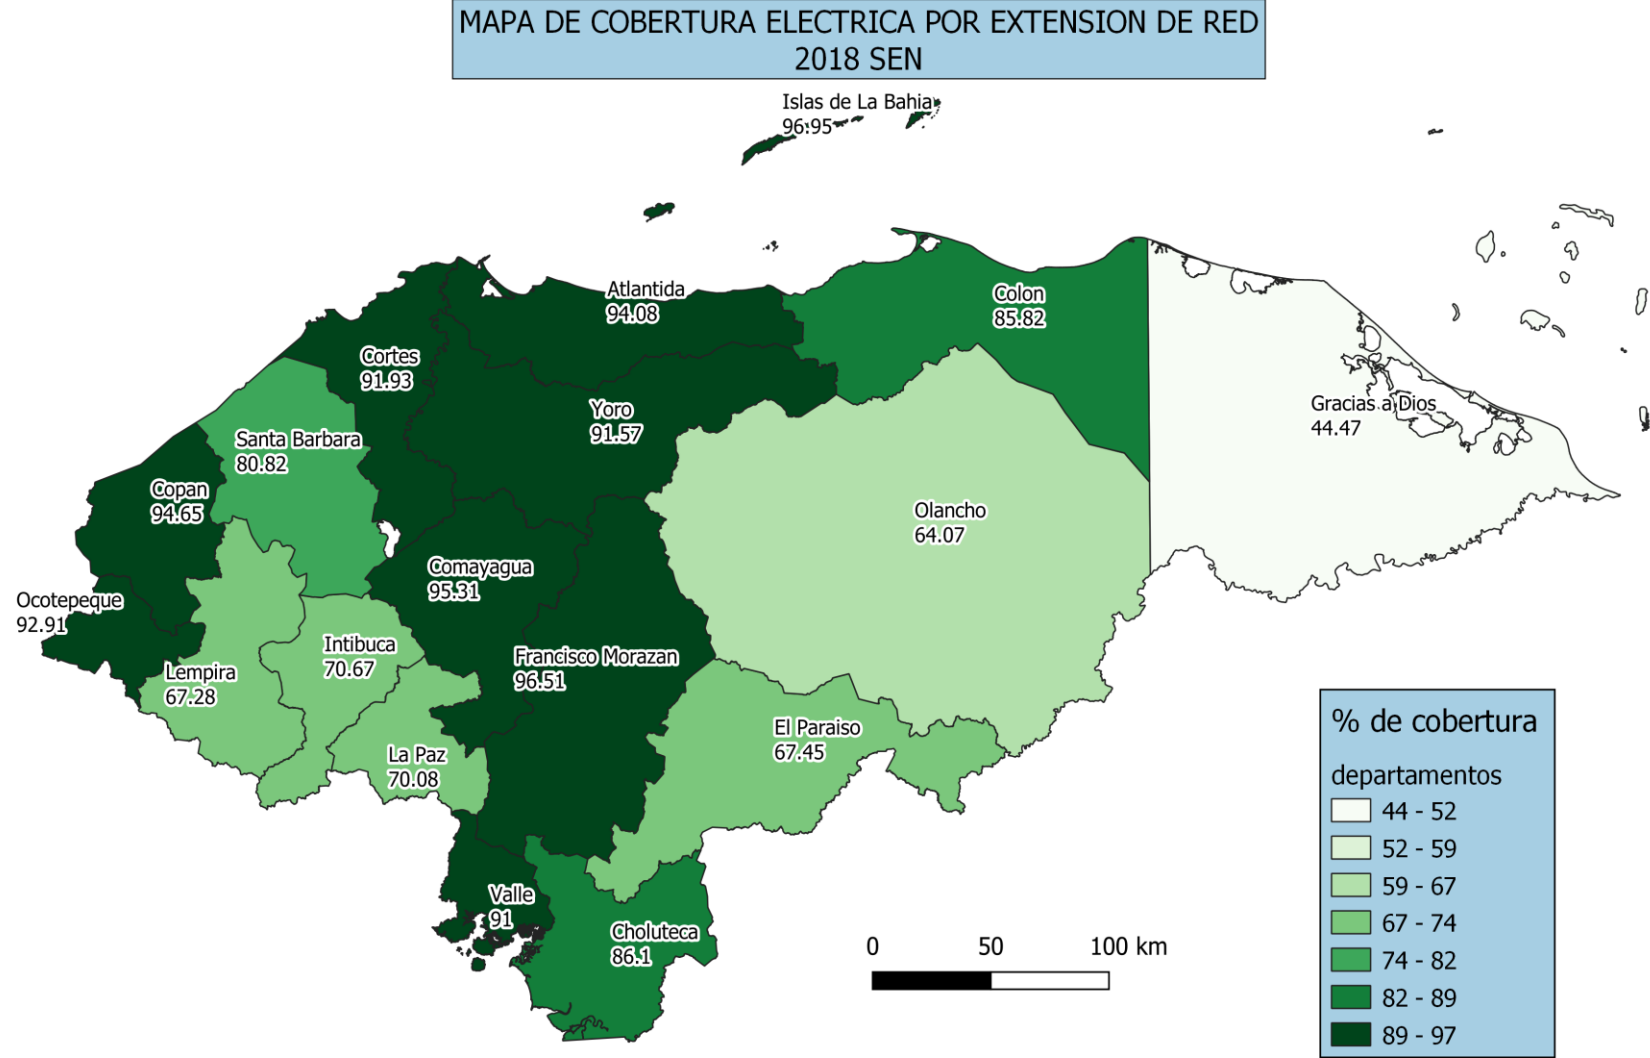 MAPA DE COBERTURA ELECTRICA POR EXTENSION DE RED
2018 SEN
Islas de La Bahia
96.95
Atlantida
94.08
Colon
85.82
Cortes
91.93
Yoro
91.57
Gracias a Dios
44.47
Santa Barbara
80.82
Copan
94.65
Olancho
64.07
Comayagua
95.31
Ocotepeque
92.91
Intibuca
70.67
Francisco Morazan
96.51
Lempira
67.28
El Paraiso
67.45
La Paz
70.08
Valle
91
Choluteca
86.1
0 50 100 km
% de cobertura
departamentos
44 - 52
52 - 59
59 - 67
67 - 74
74 - 82
82 - 89
89 - 97